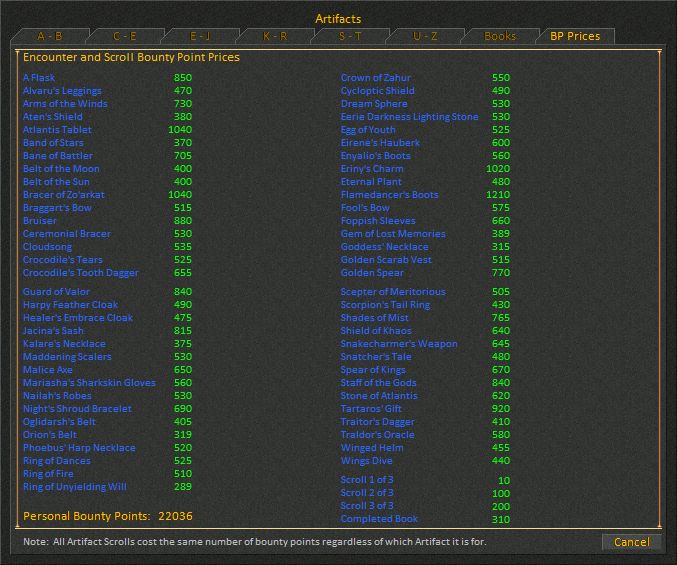 Artifacts
A - B C - E E - J K - R S - T U - Z Books BP Prices
Encounter and Scroll Bounty Point Prices
A Flask 850
Alvaru's Leggings 470
Arms of the Winds 730
Aten's Shield 380
Atlantis Tablet 1040
Band of Stars 370
Bane of Battler 705
Belt of the Moon 400
Belt of the Sun 400
Bracer of Zo'arkat 1040
Braggart's Bow 515
Bruiser 880
Ceremonial Bracer 530
Cloudsong 535
Crocodile's Tears 525
Crocodile's Tooth Dagger 655
Crown of Zahur 550
Cycloptic Shield 490
Dream Sphere 530
Eerie Darkness Lighting Stone 530
Egg of Youth 525
Eirene's Hauberk 600
Enyalio's Boots 560
Eriny's Charm 1020
Eternal Plant 480
Flamedancer's Boots 1210
Fool's Bow 575
Foppish Sleeves 660
Gem of Lost Memories 389
Goddess' Necklace 315
Golden Scarab Vest 515
Golden Spear 770
Guard of Valor 840
Harpy Feather Cloak 490
Healer's Embrace Cloak 475
Jacina's Sash 815
Kalare's Necklace 375
Maddening Scalers 530
Malice Axe 650
Mariasha's Sharkskin Gloves 560
Nailah's Robes 530
Night's Shroud Bracelet 690
Oglidarsh's Belt 405
Orion's Belt 319
Phoebus' Harp Necklace 520
Ring of Dances 525
Ring of Fire 510
Ring of Unyielding Will 289
Scepter of Meritorious 505
Scorpion's Tail Ring 430
Shades of Mist 765
Shield of Khaos 640
Snakecharmer's Weapon 645
Snatcher's Tale 480
Spear of Kings 670
Staff of the Gods 840
Stone of Atlantis 620
Tartaros' Gift 920
Traitor's Dagger 410
Traldor's Oracle 580
Winged Helm 455
Wings Dive 440
Scroll 1 of 3 10
Scroll 2 of 3 100
Scroll 3 of 3 200
Completed Book 310
Personal Bounty Points: 22036
Note: All Artifact Scrolls cost the same number of bounty points regardless of which Artifact it is for.
Cancel